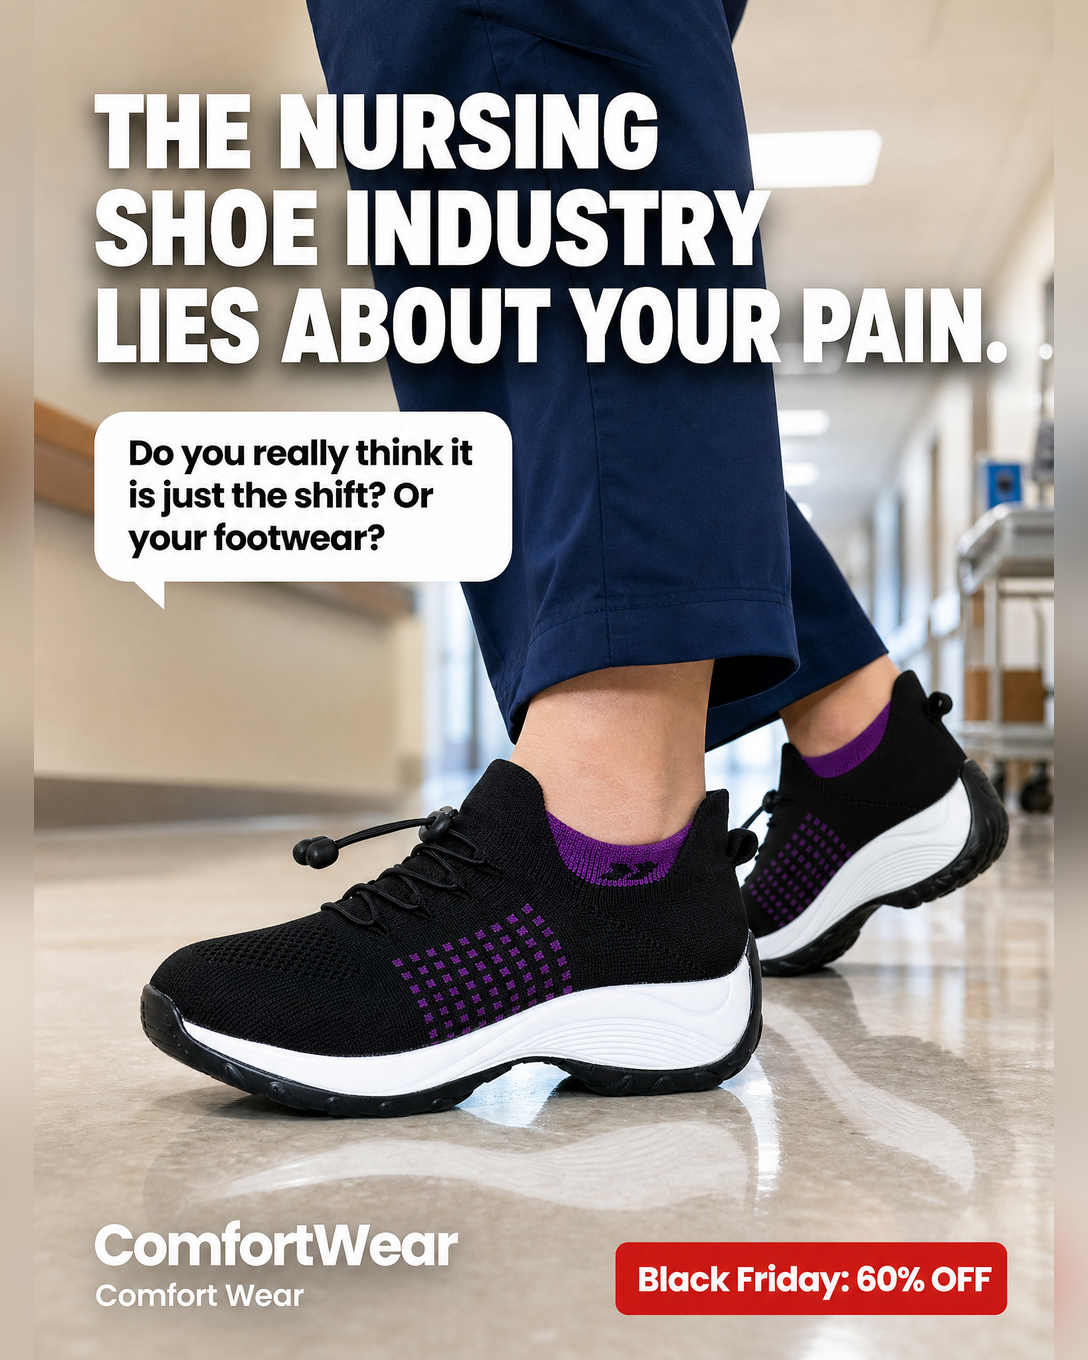 THE NURSING
SHOE INDUSTRY
LIES ABOUT YOUR PAIN.
Do you really think it
is just the shift? Or
your footwear?
ComfortWear
Comfort Wear
Black Friday: 60% OFF